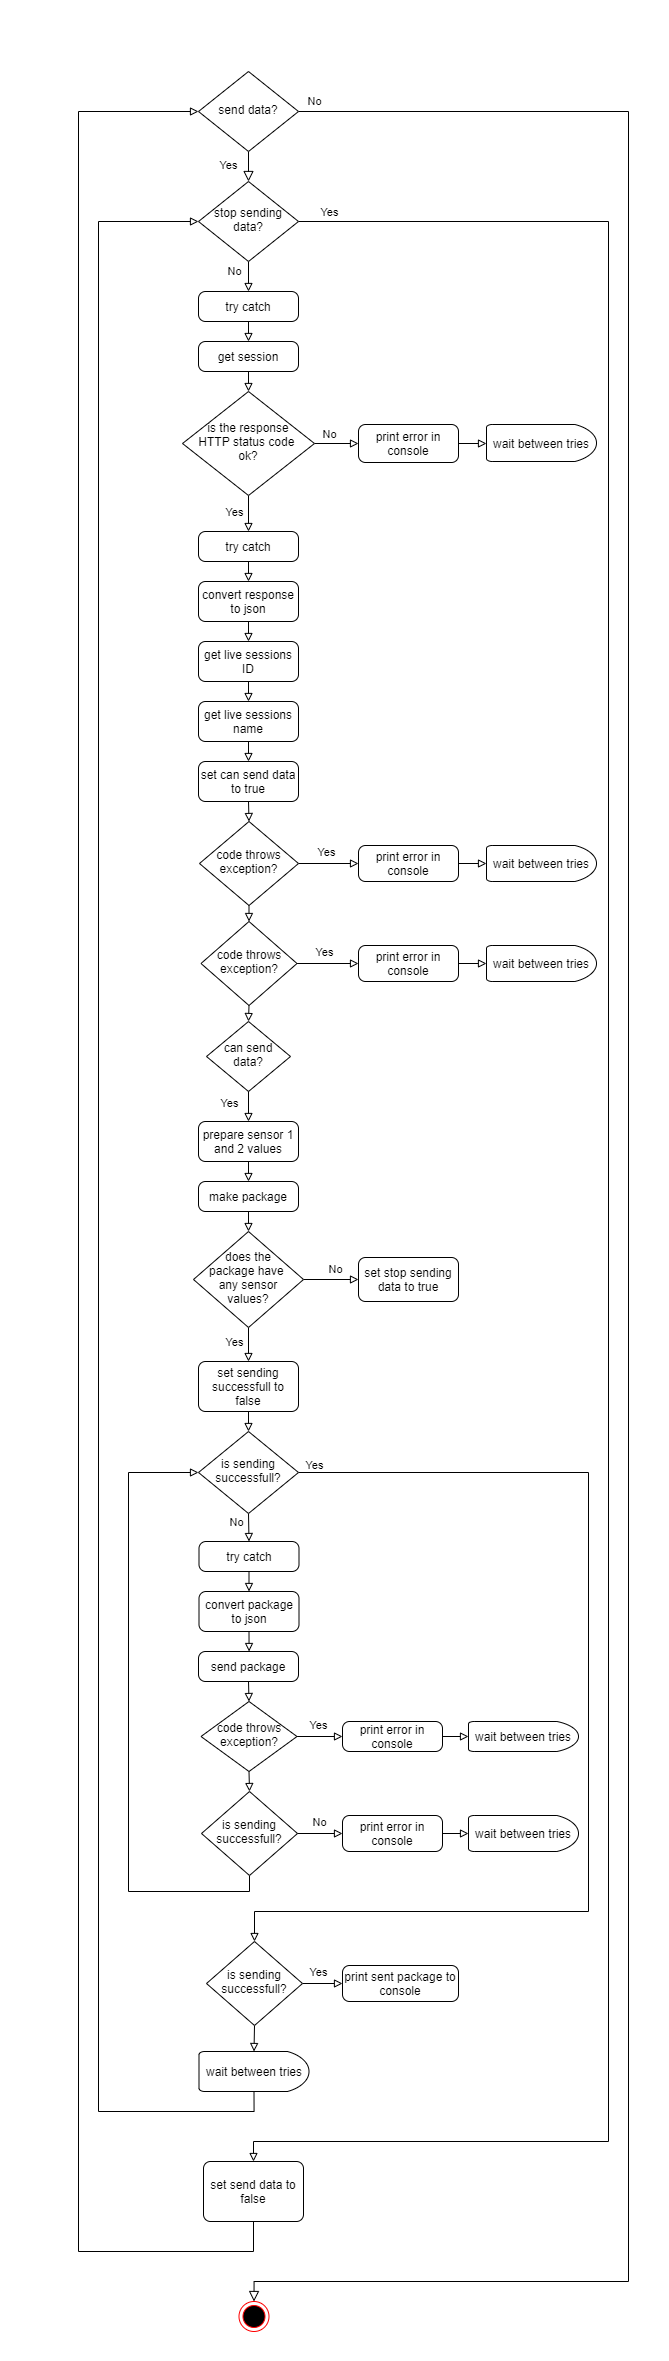 send data?
No
Yes
stop sending
data?
Yes
No
try catch
get session
is the response
HTTP status code
ok?
No
print error in
console
wait between tries
Yes
try catch
convert response
to json
get live sessions
ID
get live sessions
name
set can send data
to true
code throws
exception?
Yes
print error in
console
wait between tries
code throws
exception?
Yes
print error in
console
wait between tries
can send
data?
Yes
prepare sensor 1
and 2 values
make package
does the
package have
any sensor
values?
No
set stop sending
data to true
Yes
set sending
successfull to
false
is sending
successfull?
Yes
No
try catch
convert package
to json
send package
code throws
exception?
Yes
print error in
console
wait between tries
is sending
successfull?
No
print error in
console
wait between tries
is sending
successfull?
Yes
print sent package to
console
wait between tries
set send data to
false